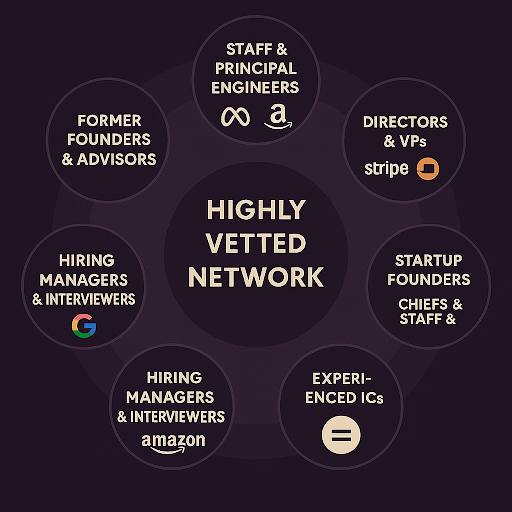 STAFF &
PRINCIPAL
ENGINEERS
a
FORMER
FOUNDERS
& ADVISORS
DIRECTORS
& VPs
stripe
HIGHLY
VETTED
NETWORK
HIRING
MANAGERS
& INTERVIEWERS
G
STARTUP
FOUNDERS
CHIEFS &
STAFF &
HIRING
MANAGERS
& INTERVIEWERS
amazon
EXPERI-
ENCED ICs
=